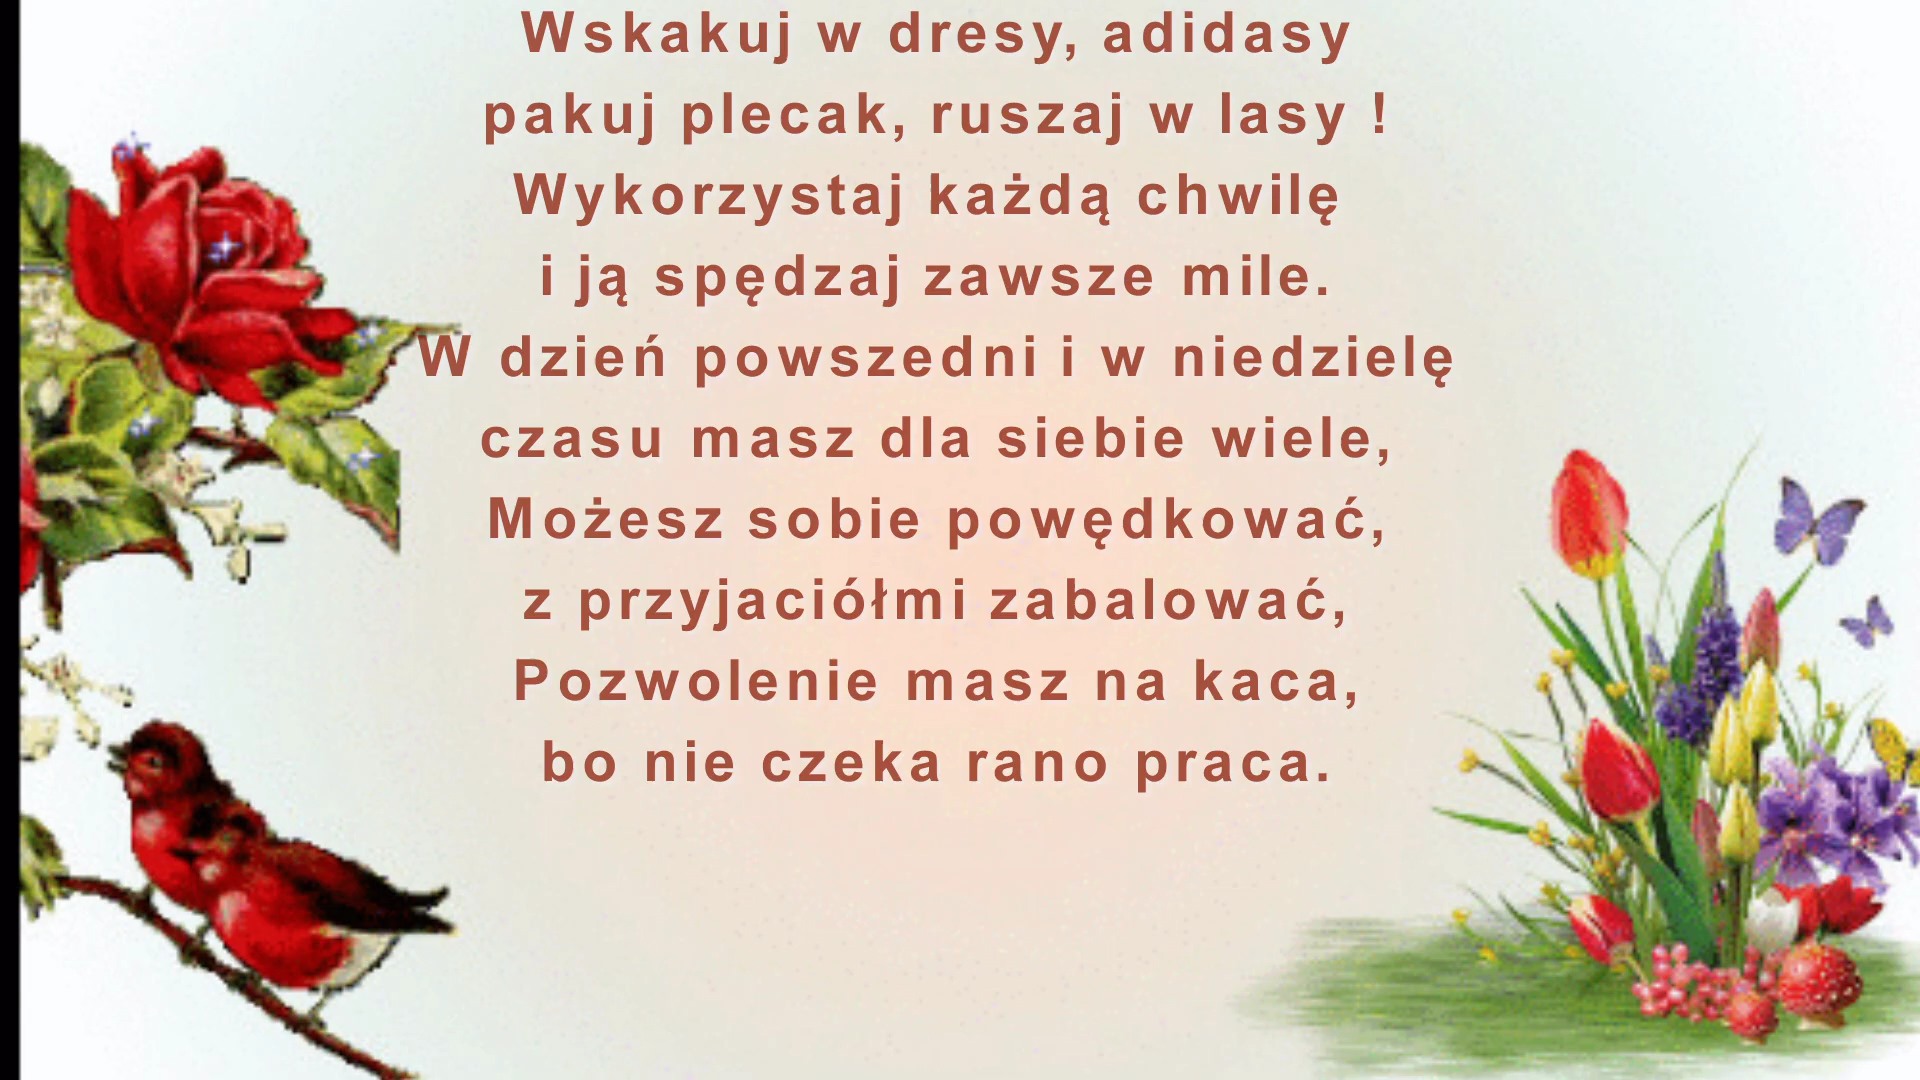 Wskakuj w dresy, adidasy
pakuj plecak, ruszaj w lasy !
Wykorzystaj każdą chwilę
i ją spędzaj zawsze mile.
W dzień powszedni i w niedzielę
czasu masz dla siebie wiele,
Możesz sobie powędkować,
z przyjaciółmi zabalować,
Pozwolenie masz na kaca,
bo nie czeka rano praca.